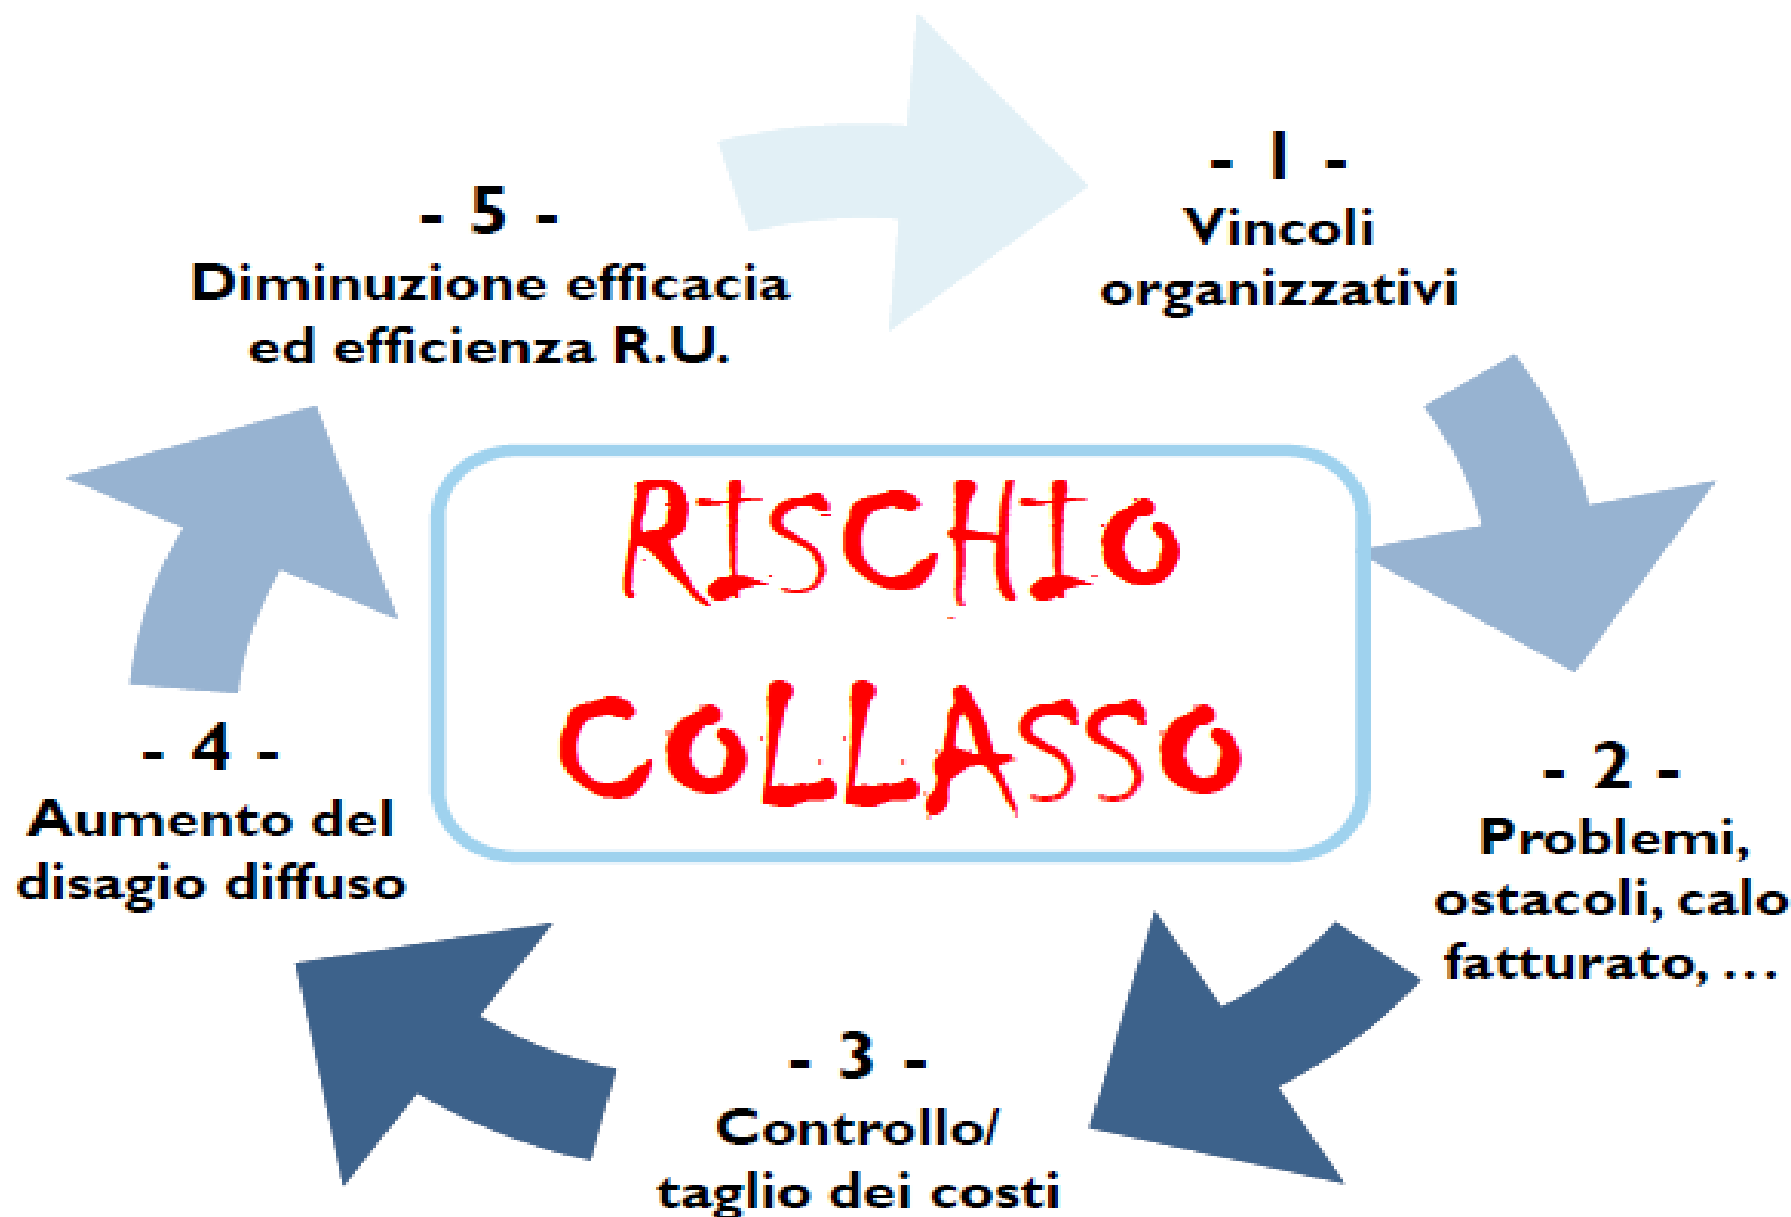 - 1 -
Vincoli
organizzativi
- 2 -
Problemi,
ostacoli, calo
fatturato, ...
- 3 -
Controllo/
taglio dei costi
- 4 -
Aumento del
disagio diffuso
- 5 -
Diminuzione efficacia
ed efficienza R.U.
RISCHIO
COLLASSO